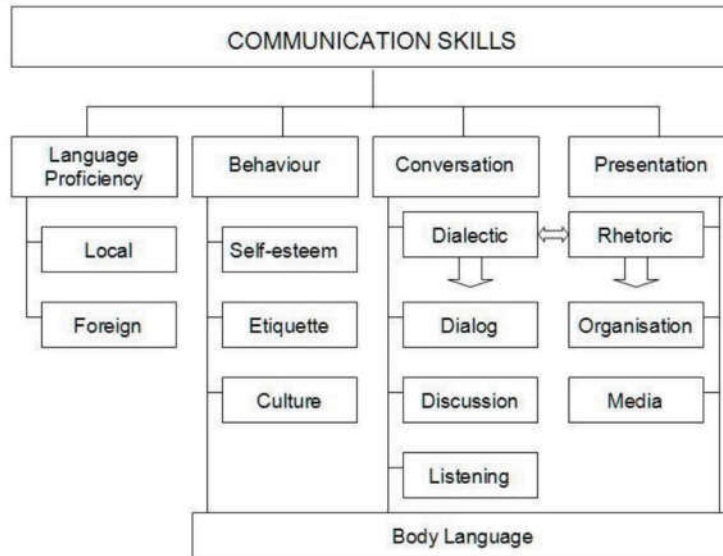 COMMUNICATION SKILLS
Language
Proficiency
Behaviour
Conversation
Presentation
Local
Self-esteem
Dialectic
Rhetoric
Foreign
Etiquette
Dialog
Organisation
Culture
Discussion
Media
Listening
Body Language